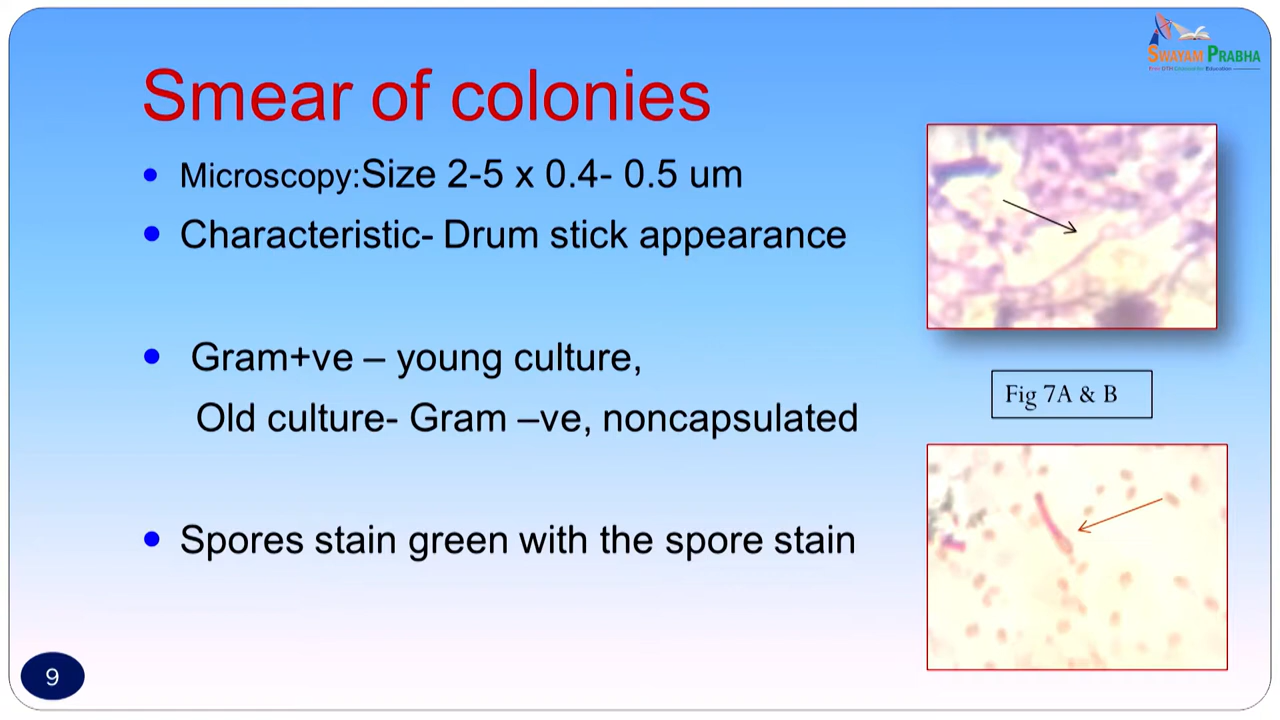 SWAYAM PRABHA
Smear of colonies
Microscopy:Size 2-5 x 0.4- 0.5 um
Characteristic- Drum stick appearance
Gram+ve – young culture,
Old culture- Gram –ve, noncapsulated
Spores stain green with the spore stain
Fig 7A & B
9